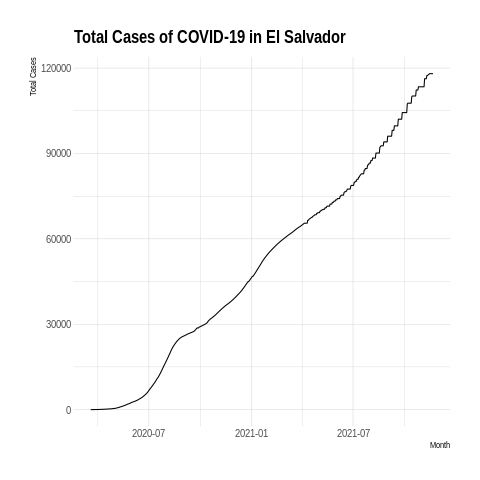 Total Cases of COVID-19 in El Salvador
Total Cases
120000
90000
60000
30000
0
2020-07 2021-01 2021-07
Month